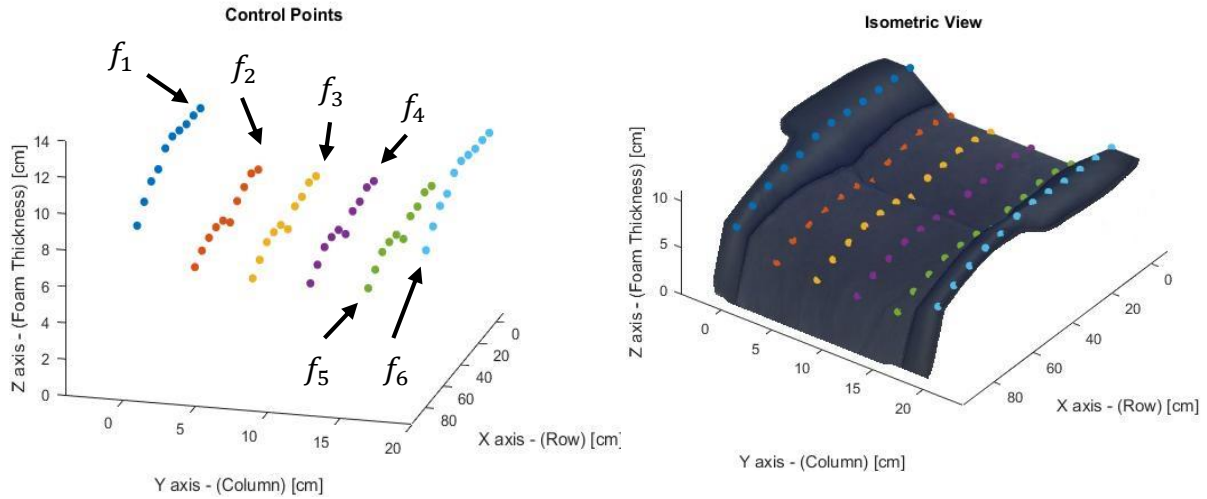 Control Points
f1
f2
f3
f4
f5
f6
14
12
10
8
6
4
2
0
Z axis - (Foam Thickness) [cm]
0
5
10
15
20
Y axis - (Column) [cm]
0
20
40
60
80
X axis - (Row) [cm]
Isometric View
10
5
0
Z axis - (Foam Thickness) [cm]
0
5
10
15
20
Y axis - (Column) [cm]
0
20
40
60
80
X axis - (Row) [cm]